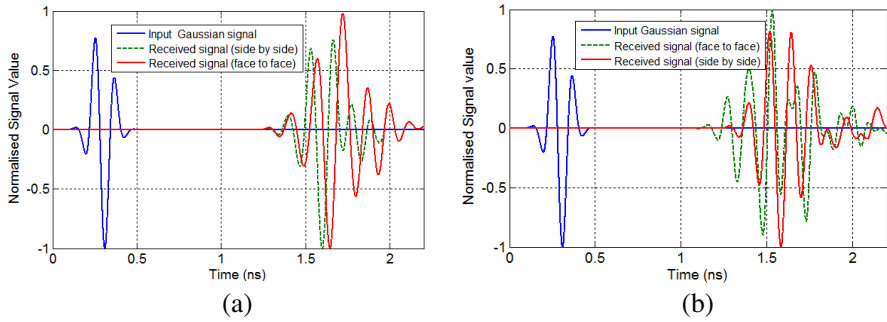 Input Gaussian signal
Received signal (side by side)
Received signal (face to face)
Normalised Signal Value
1
0.5
0
-0.5
-1
0
0.5
1
1.5
2
Time (ns)
(a)
Input Gaussian signal
Received signal (face to face)
Received signal (side by side)
Normalised Signal Value
1
0.5
0
-0.5
-1
0
0.5
1
1.5
2
Time (ns)
(b)